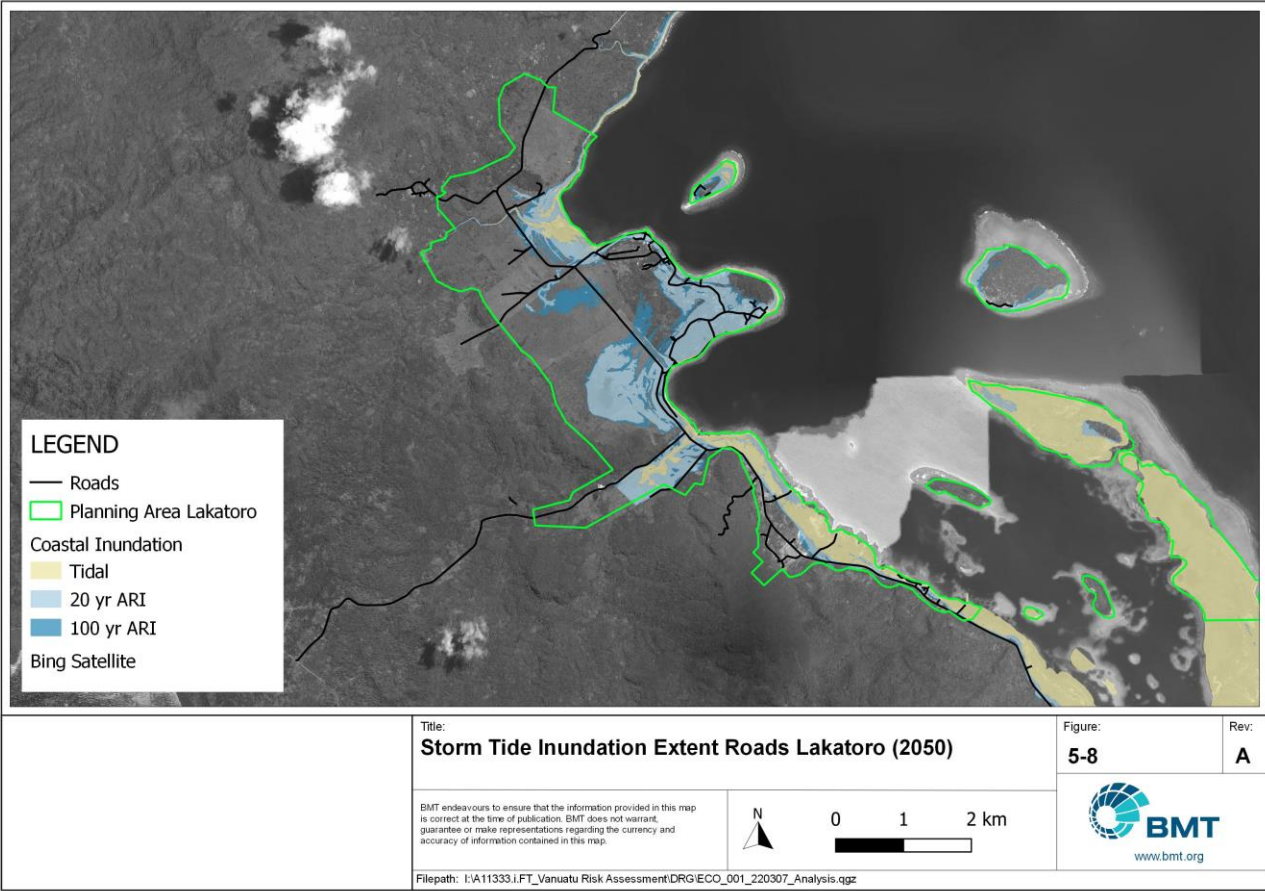 LEGEND
Roads
Planning Area Lakatoro
Coastal Inundation
Tidal
20 yr ARI
100 yr ARI
Bing Satellite
Title:
Storm Tide Inundation Extent Roads Lakatoro (2050)
Figure:
5-8
Rev:
A
BMT endeavours to ensure that the information provided in this map
is correct at the time of publication. BMT does not warrant,
guarantee or make representations regarding the currency and
accuracy of information contained in this map.
N
0 1 2 km
BMT
www.bmt.org
Filepath: I:\A11333.i.FT_Vanuatu Risk Assessment\DRG\ECO_001_220307_Analysis.qgz